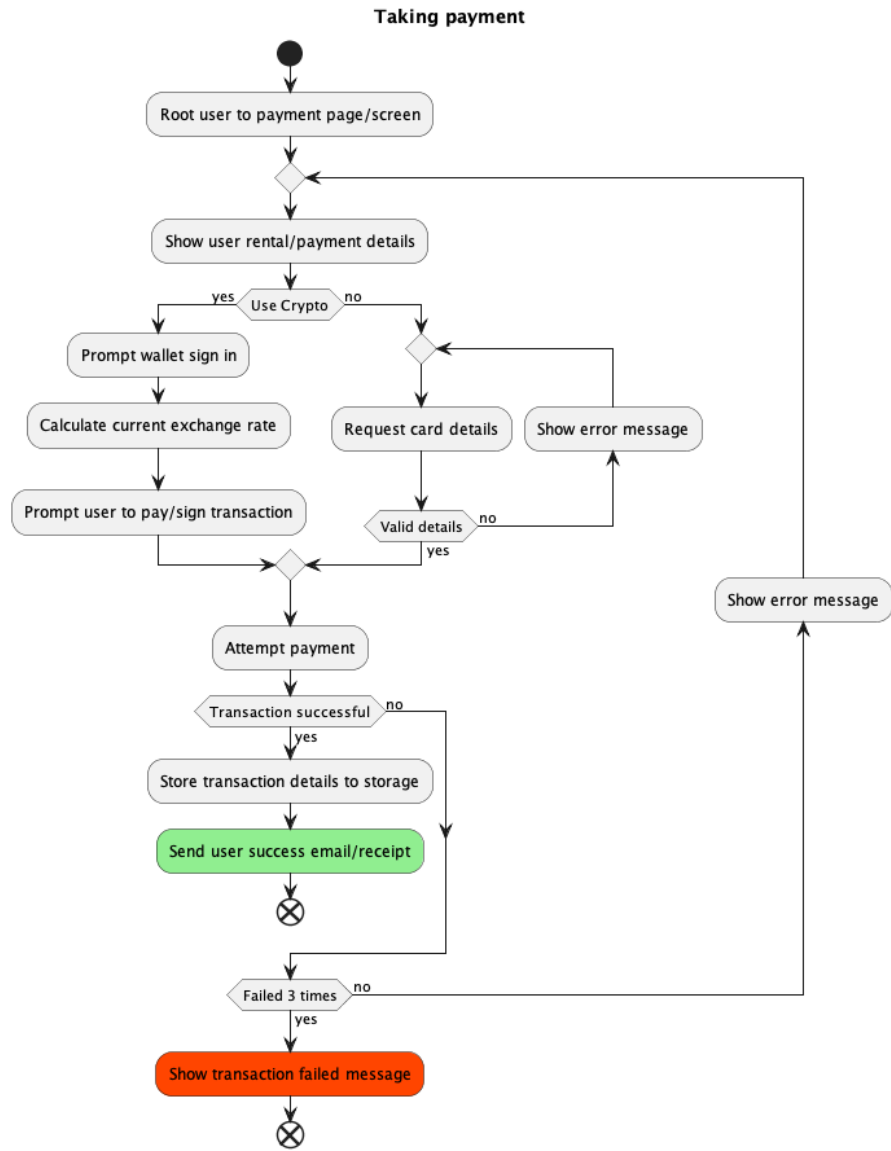 Taking payment
Root user to payment page/screen
Show user rental/payment details
yes
Use Crypto
no
Prompt wallet sign in
Calculate current exchange rate
Prompt user to pay/sign transaction
Request card details
Show error message
Valid details
no
yes
Show error message
Attempt payment
Transaction successful
no
yes
Store transaction details to storage
Send user success email/receipt
Failed 3 times
no
yes
Show transaction failed message